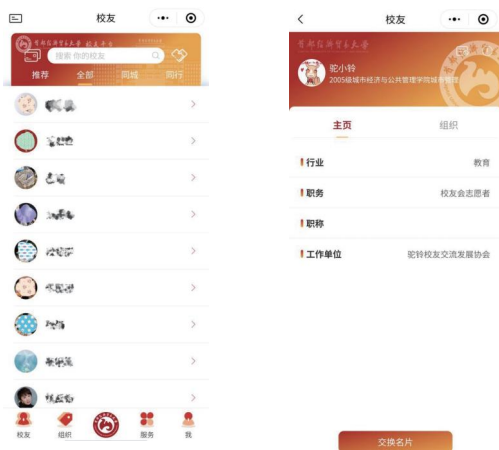 校友
首都经济贸易大学 校友平台
搜索 你的校友
推荐
全部
同城
同行
校友
组织
服务
我
校友
首都经济贸易大学
驼小铃
2005级城市经济与公共管理学院城市管理
主页
组织
行业
教育
职务
校友会志愿者
职称
工作单位
驼铃校友交流发展协会
交换名片